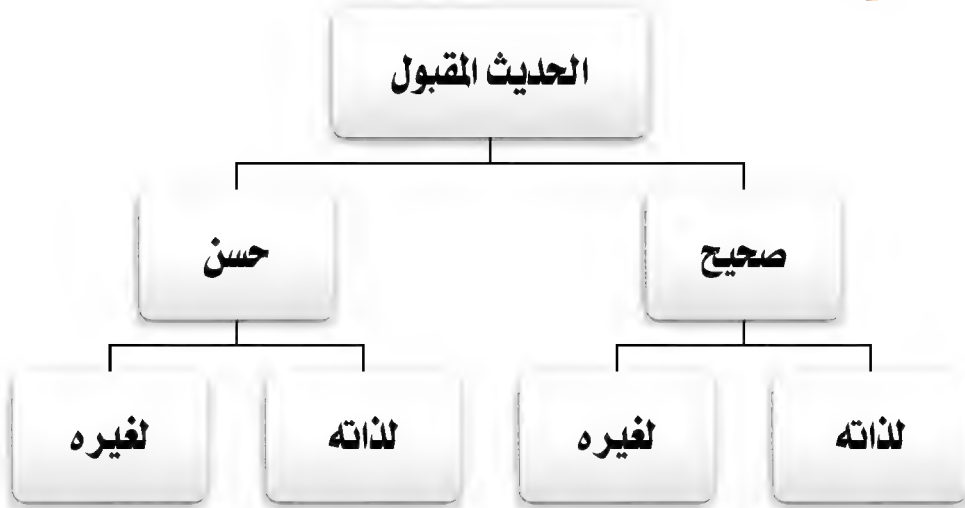 الحديث المقبول
صحيح
حسن
لذاته
لغيره
لذاته
لغيره